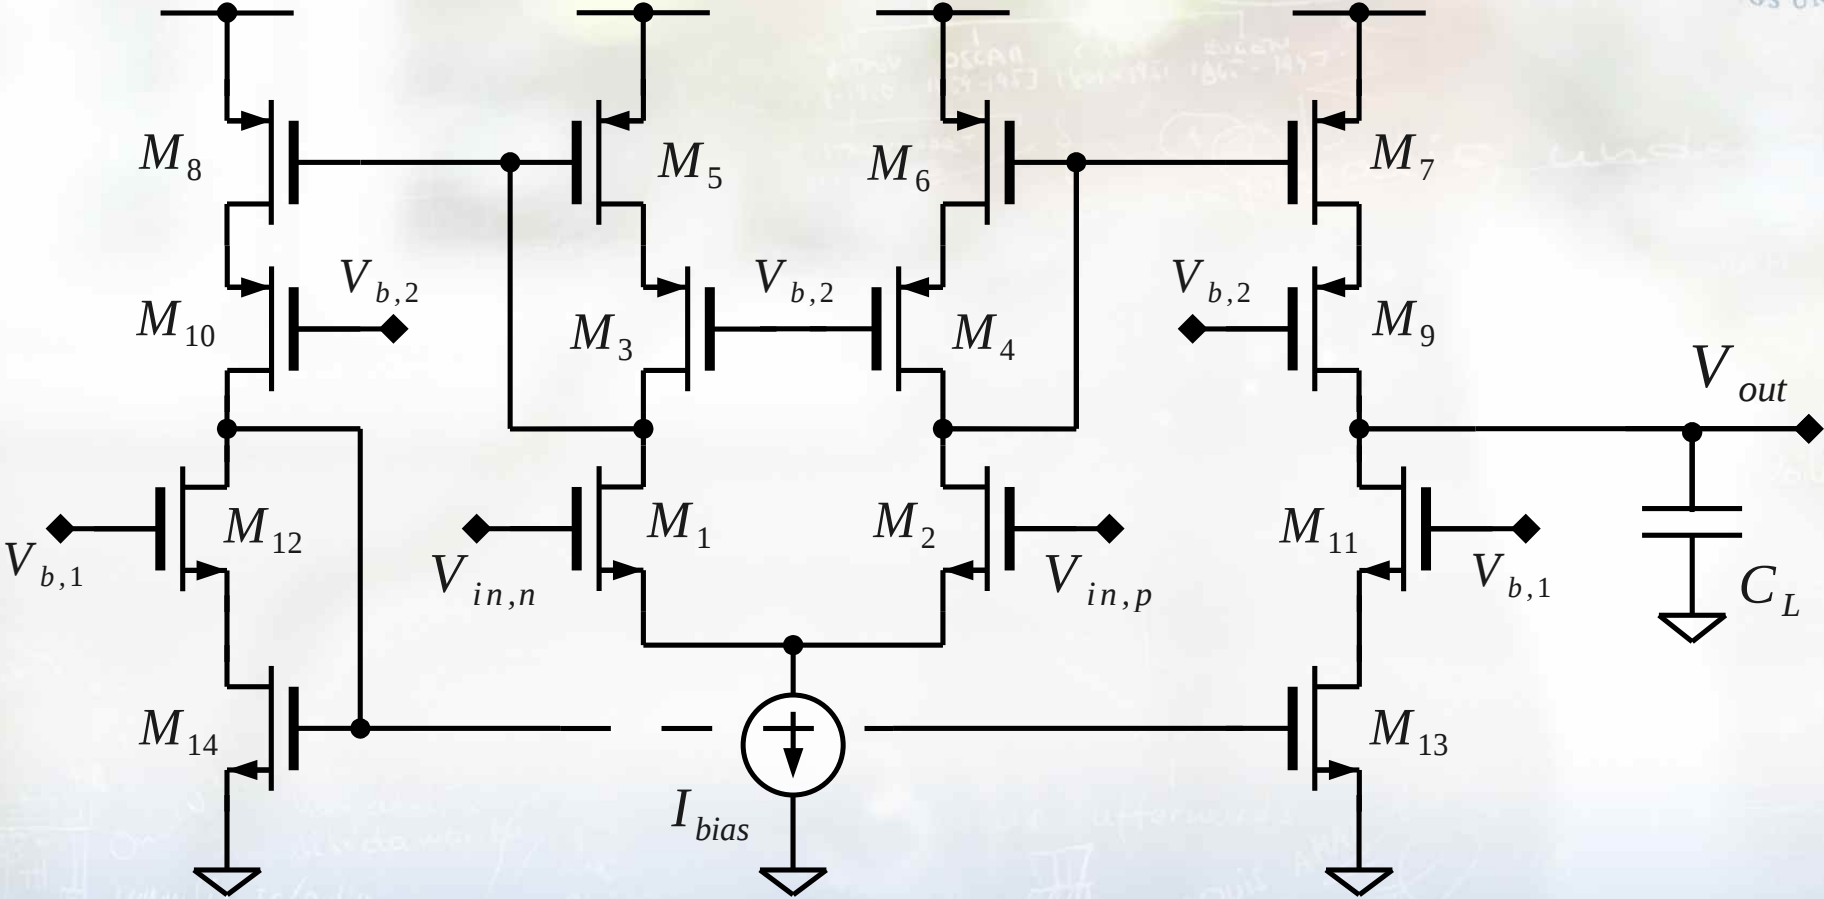 M8
M5
M6
M7
Vb,2
Vb,2
Vb,2
M10
M3
M4
M9
Vout
M12
M1
M2
M11
Vb,1
Vin,n
Vin,p
Vb,1
CL
M14
M13
Ibias